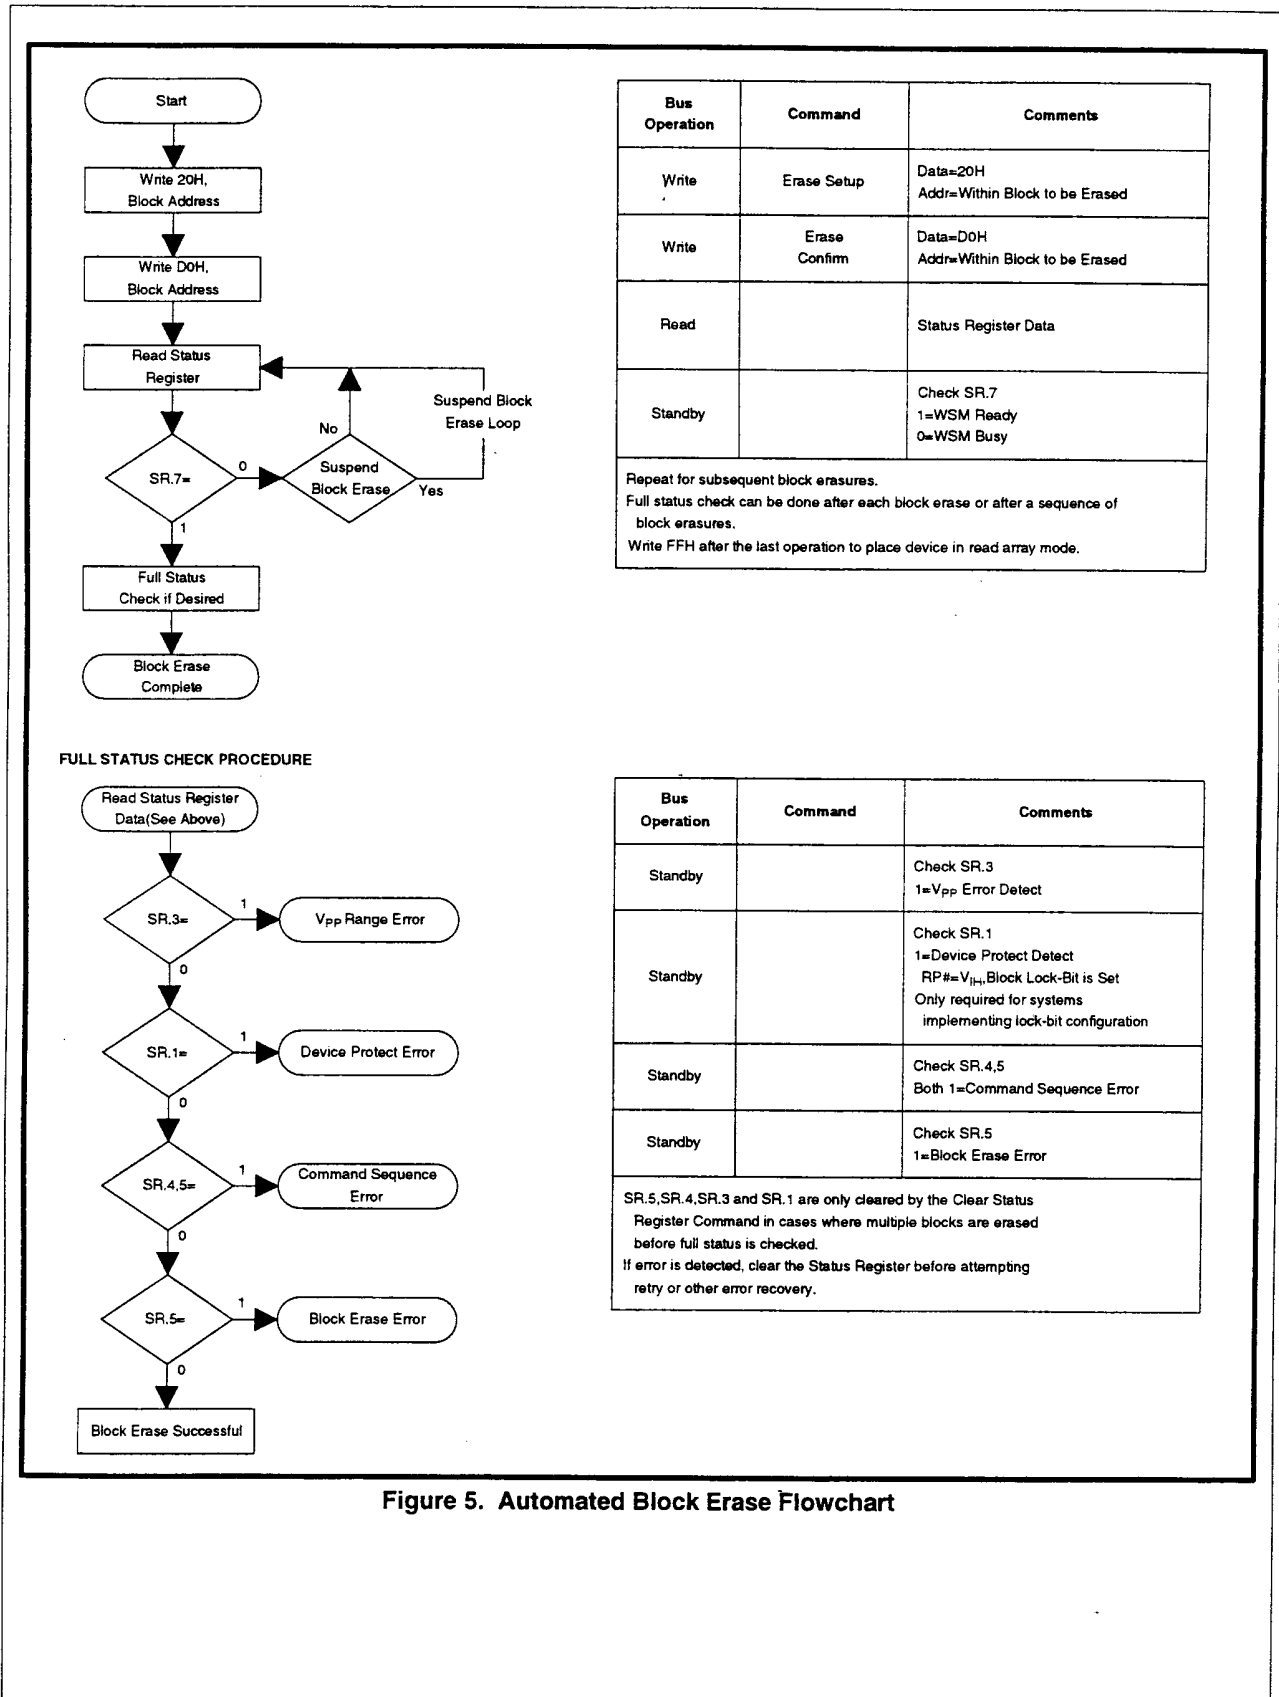 Start
Write 20H,
Block Address
Write D0H,
Block Address
Read Status
Register
Suspend Block
Erase Loop
No
SR.7=
0
Suspend
Block Erase
Yes
1
Full Status
Check if Desired
Block Erase
Complete
Bus
Operation
Command
Comments
Write
Erase Setup
Data=20H
Addr=Within Block to be Erased
Write
Erase
Confirm
Data=D0H
Addr=Within Block to be Erased
Read
Status Register Data
Standby
Check SR.7
1=WSM Ready
0=WSM Busy
Repeat for subsequent block erasures.
Full status check can be done after each block erase or after a sequence of
block erasures.
Write FFH after the last operation to place device in read array mode.
FULL STATUS CHECK PROCEDURE
Read Status Register
Data(See Above)
SR.3=
1
VPP Range Error
0
SR.1=
1
Device Protect Error
0
SR.4,5=
1
Command Sequence
Error
0
SR.5=
1
Block Erase Error
0
Block Erase Successful
Bus
Operation
Command
Comments
Standby
Check SR.3
1=VPP Error Detect
Standby
Check SR.1
1=Device Protect Detect
RP#=VIH,Block Lock-Bit is Set
Only required for systems
implementing lock-bit configuration
Standby
Check SR.4,5
Both 1=Command Sequence Error
Standby
Check SR.5
1=Block Erase Error
SR.5,SR.4,SR.3 and SR.1 are only cleared by the Clear Status
Register Command in cases where multiple blocks are erased
before full status is checked.
If error is detected, clear the Status Register before attempting
retry or other error recovery.
Figure 5. Automated Block Erase Flowchart